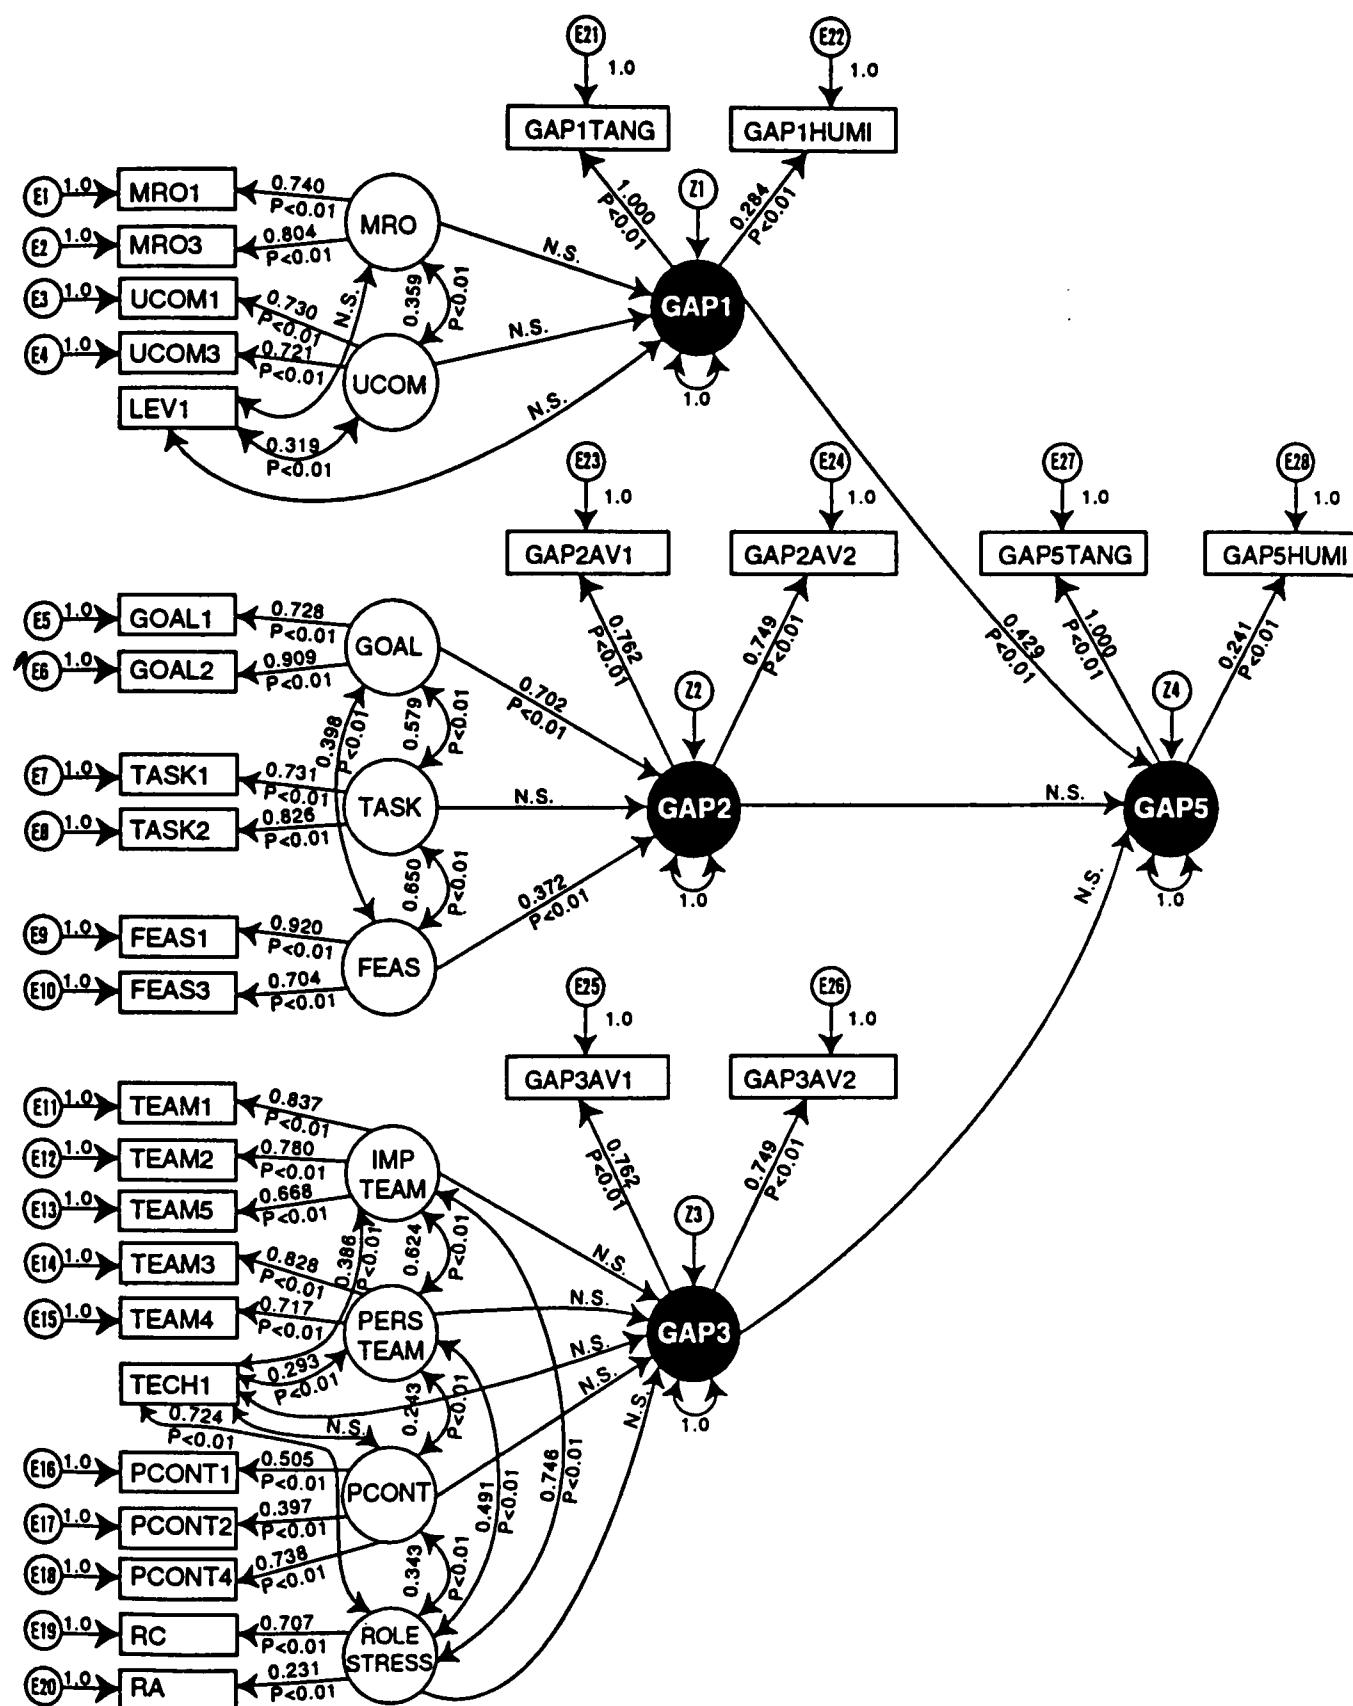 E21
1.0
E22
1.0
GAP1TANG
GAP1HUMI
1.000
P<0.01
Z1
0.284
P<0.01
E1
1.0
MRO1
0.740
P<0.01
MRO
E2
1.0
MRO3
0.804
P<0.01
N.S.
E3
1.0
UCOM1
0.730
P<0.01
N.S.
0.359
P<0.01
GAP1
E4
1.0
UCOM3
0.721
P<0.01
UCOM
N.S.
1.0
LEV1
0.319
P<0.01
N.S.
E23
1.0
E24
1.0
E27
1.0
E28
1.0
GAP2AV1
GAP2AV2
GAP5TANG
GAP5HUMI
E5
1.0
GOAL1
0.728
P<0.01
GOAL
0.762
P<0.01
0.749
P<0.01
0.429
P<0.01
1.000
P<0.01
0.241
P<0.01
E6
1.0
GOAL2
0.909
P<0.01
0.702
P<0.01
Z2
Z4
0.398
P<0.01
0.579
P<0.01
E7
1.0
TASK1
0.731
P<0.01
TASK
N.S.
GAP2
N.S.
GAP5
E8
1.0
TASK2
0.826
P<0.01
1.0
1.0
0.650
P<0.01
0.372
P<0.01
N.S.
E9
1.0
FEAS1
0.920
P<0.01
FEAS
E10
1.0
FEAS3
0.704
P<0.01
E25
1.0
E26
1.0
GAP3AV1
GAP3AV2
E11
1.0
TEAM1
0.837
P<0.01
0.762
P<0.01
0.749
P<0.01
E12
1.0
TEAM2
0.780
P<0.01
IMP
TEAM
E13
1.0
TEAM5
0.668
P<0.01
Z3
0.386
P<0.01
0.624
P<0.01
N.S.
E14
1.0
TEAM3
0.828
P<0.01
E15
1.0
TEAM4
0.717
P<0.01
PERS
TEAM
N.S.
GAP3
1.0
TECH1
0.293
P<0.01
N.S.
N.S.
N.S.
0.724
P<0.01
N.S.
0.243
P<0.01
E16
1.0
PCONT1
0.505
P<0.01
PCONT
0.491
P<0.01
0.746
P<0.01
E17
1.0
PCONT2
0.397
P<0.01
E18
1.0
PCONT4
0.738
P<0.01
0.343
P<0.01
E19
1.0
RC
0.707
P<0.01
ROLE
STRESS
E20
1.0
RA
0.231
P<0.01